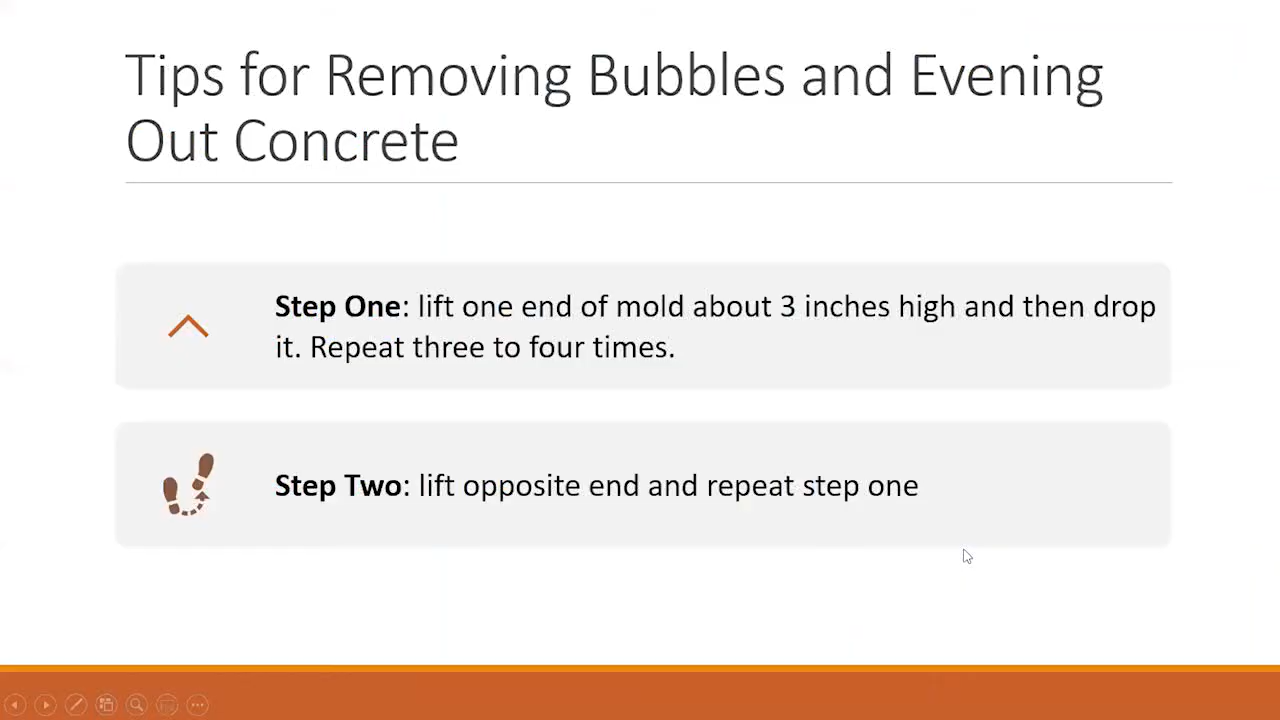 Tips for Removing Bubbles and Evening
Out Concrete
Step One: lift one end of mold about 3 inches high and then drop
it. Repeat three to four times.
Step Two: lift opposite end and repeat step one